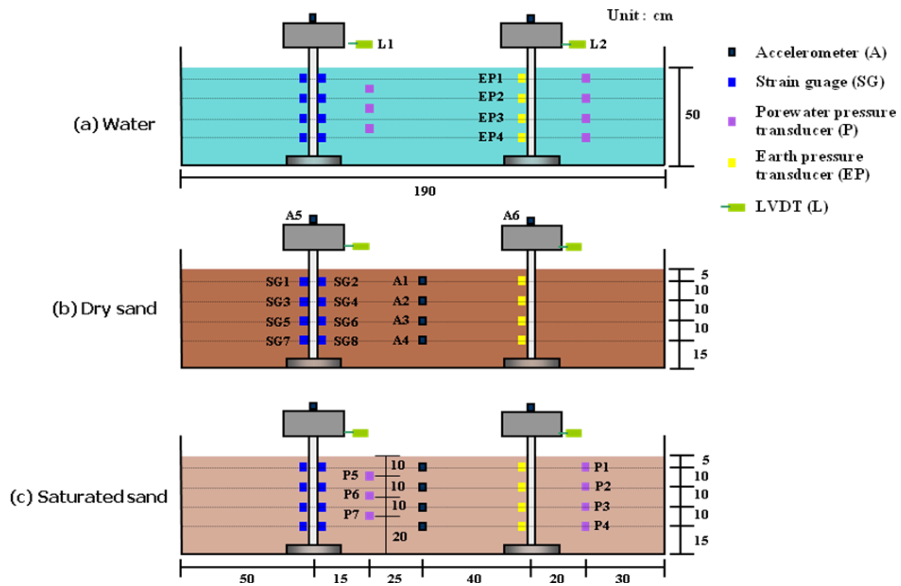 Unit : cm
L1
L2
Accelerometer (A)
Strain guage (SG)
Porewater pressure
transducer (P)
Earth pressure
transducer (EP)
LVDT (L)
(a) Water
EP1
EP2
EP3
EP4
50
190
A5
A6
(b) Dry sand
SG1
SG2
A1
SG3
SG4
A2
SG5
SG6
A3
SG7
SG8
A4
5
10
10
10
15
(c) Saturated sand
P5
P6
P7
10
10
10
20
P1
P2
P3
P4
5
10
10
10
15
50
15
25
40
20
30